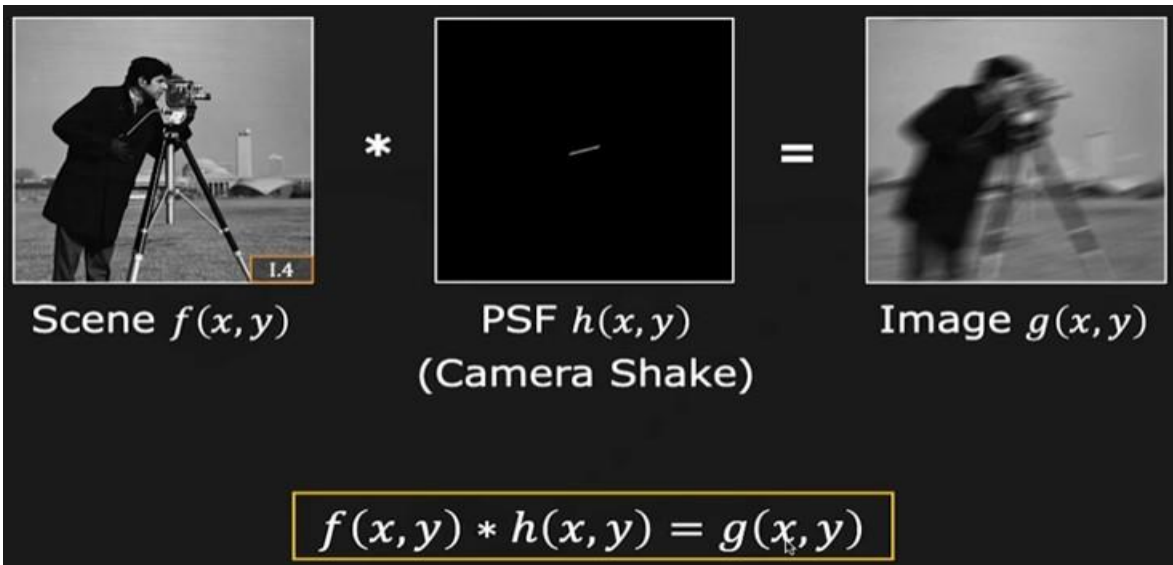 *
=
I.4
Scene f(x,y)
PSF h(x,y)
(Camera Shake)
Image g(x,y)
f(x,y) * h(x,y) = g(x,y)